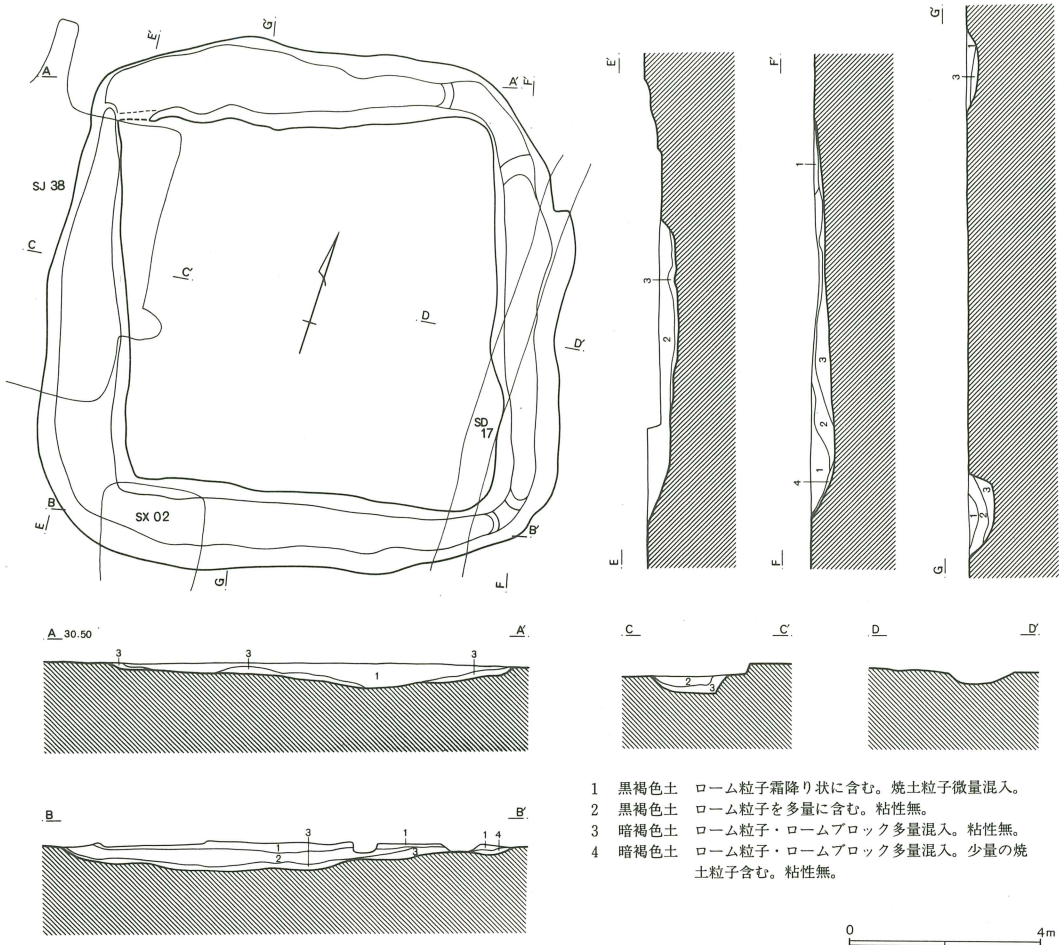 E′
G′
A
A′
F′
SJ 38
C
C′
D
D′
SD
17
B
E
SX 02
B′
G
F
E′
3
2
E
F′
1
3
2
1
4
F
G′
1
3
3
2
1
G
A 30.50
A′
3
3
3
1
C
C′
2
3
D
D′
B
B′
3
1
1
4
1
2
3
1 黒褐色土 ローム粒子霜降り状に含む。焼土粒子微量混入。
2 黒褐色土 ローム粒子を多量に含む。粘性無。
3 暗褐色土 ローム粒子・ロームブロック多量混入。粘性無。
4 暗褐色土 ローム粒子・ロームブロック多量混入。少量の焼
土粒子含む。粘性無。
0
4m